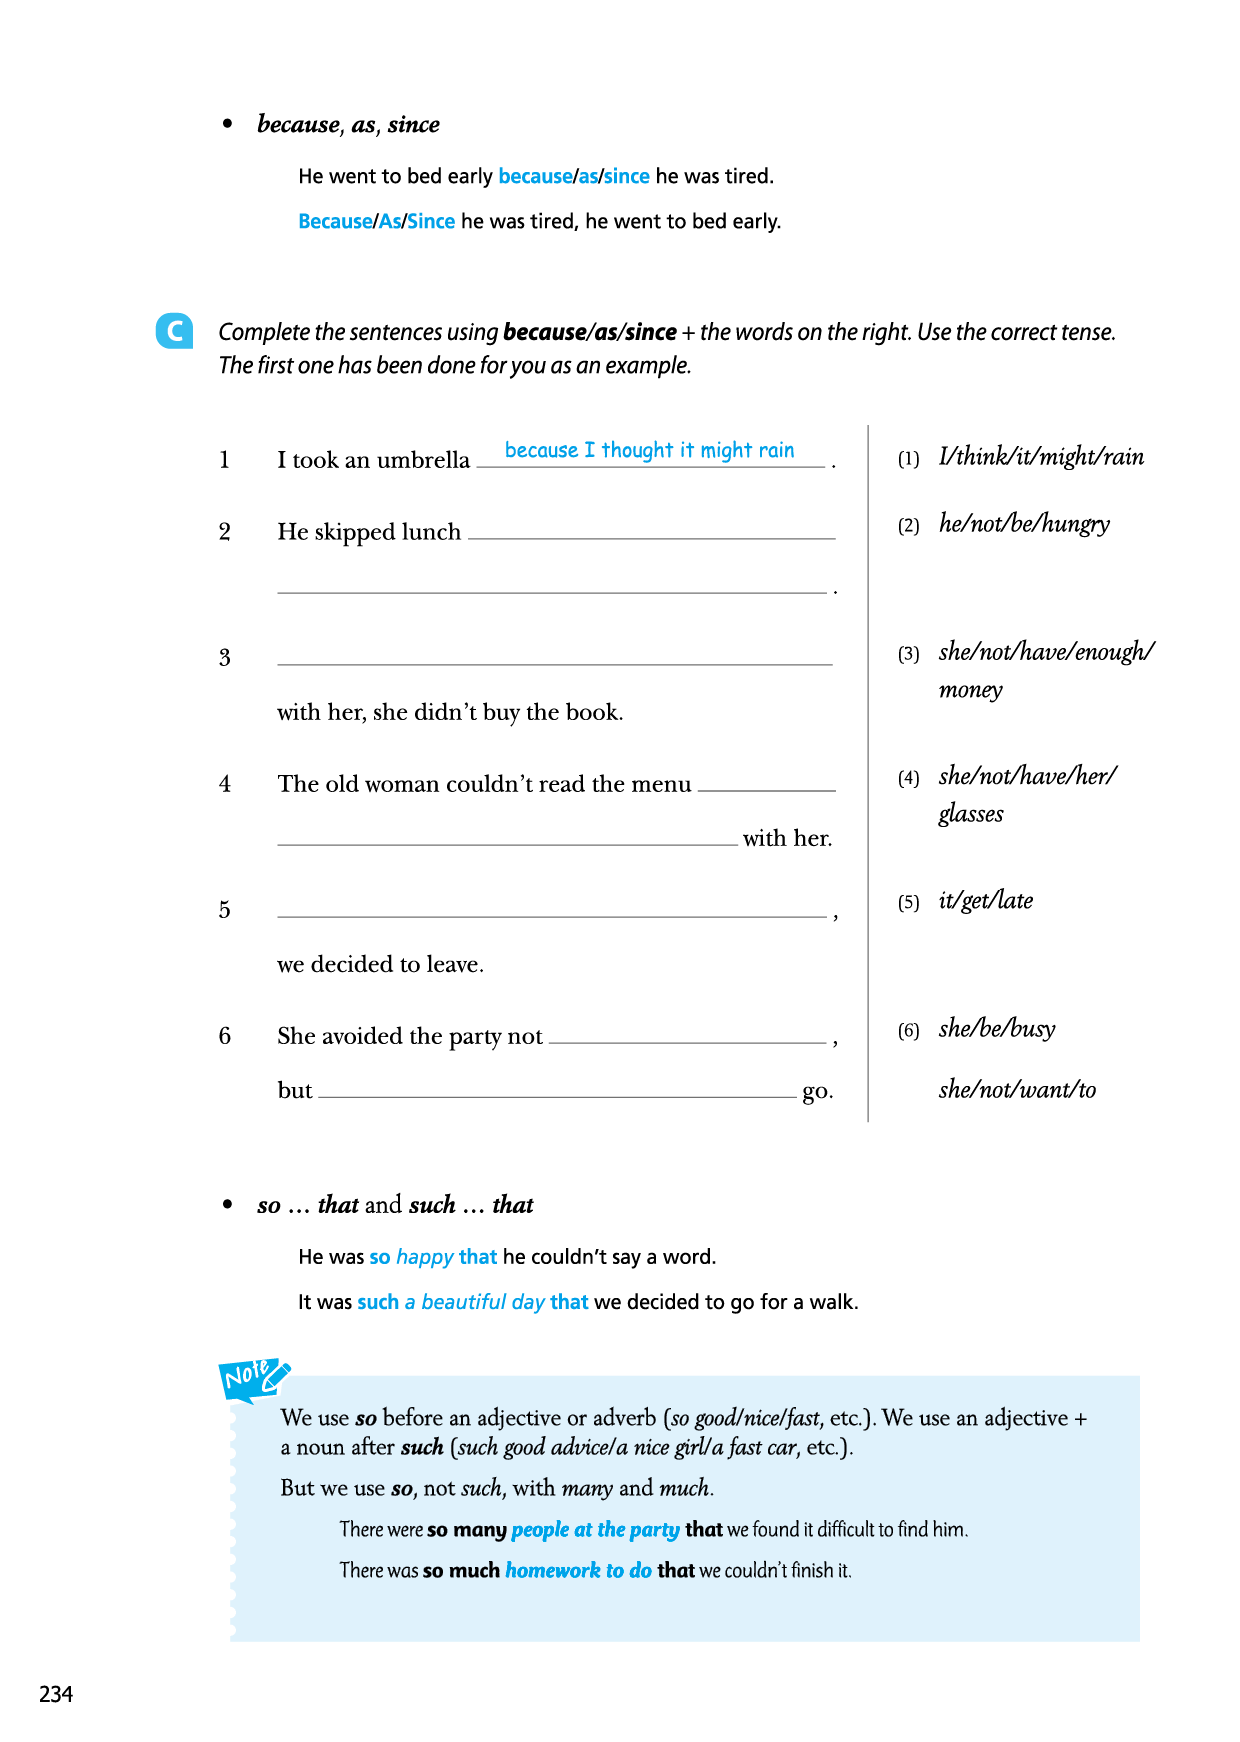 • because, as, since
He went to bed early because/as/since he was tired.
Because/As/Since he was tired, he went to bed early.
C Complete the sentences using because/as/since + the words on the right. Use the correct tense.
The first one has been done for you as an example.
1 I took an umbrella because I thought it might rain . (1) I/think/it/might/rain
2 He skipped lunch (2) he/not/be/hungry
.
3 (3) she/not/have/enough/
money
with her, she didn't buy the book.
4 The old woman couldn't read the menu (4) she/not/have/her/
glasses
with her.
5 , (5) it/get/late
we decided to leave.
6 She avoided the party not , (6) she/be/busy
but go. she/not/want/to
• so … that and such … that
He was so happy that he couldn't say a word.
It was such a beautiful day that we decided to go for a walk.
Note
We use so before an adjective or adverb (so good/nice/fast, etc.). We use an adjective +
a noun after such (such good advice/a nice girl/a fast car, etc.).
But we use so, not such, with many and much.
There were so many people at the party that we found it difficult to find him.
There was so much homework to do that we couldn't finish it.
234